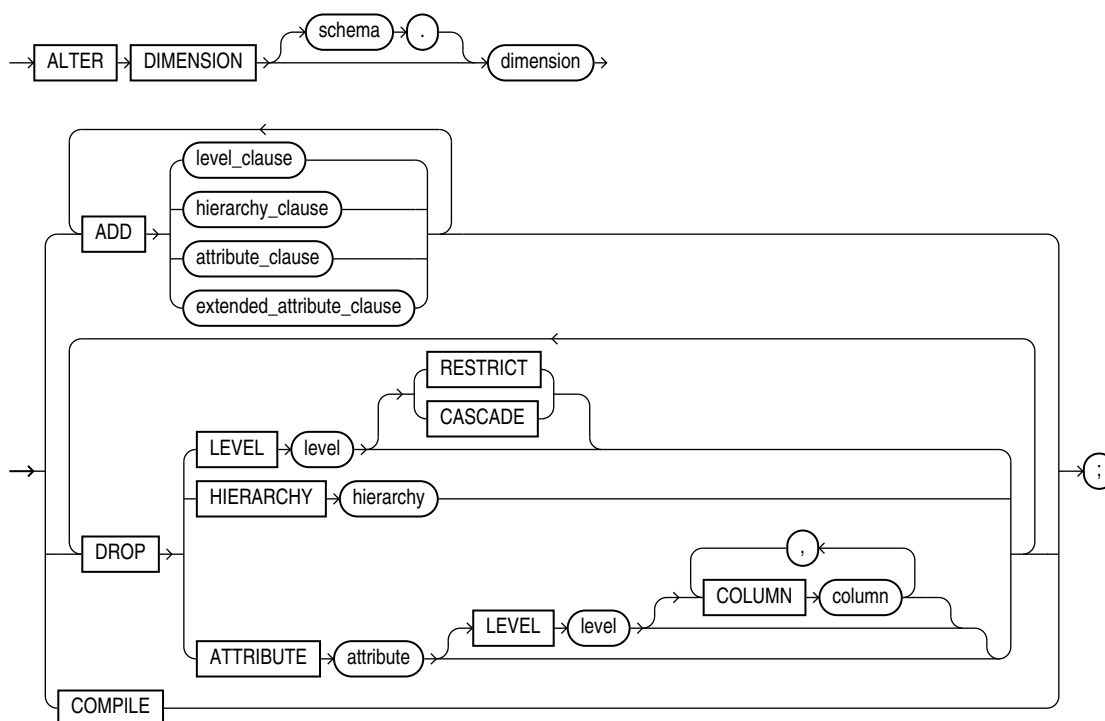 schema .
ALTER DIMENSION dimension
level_clause
hierarchy_clause
ADD
attribute_clause
extended_attribute_clause
RESTRICT
CASCADE
LEVEL level
;
HIERARCHY hierarchy
DROP
,
COLUMN column
LEVEL level
ATTRIBUTE attribute
COMPILE